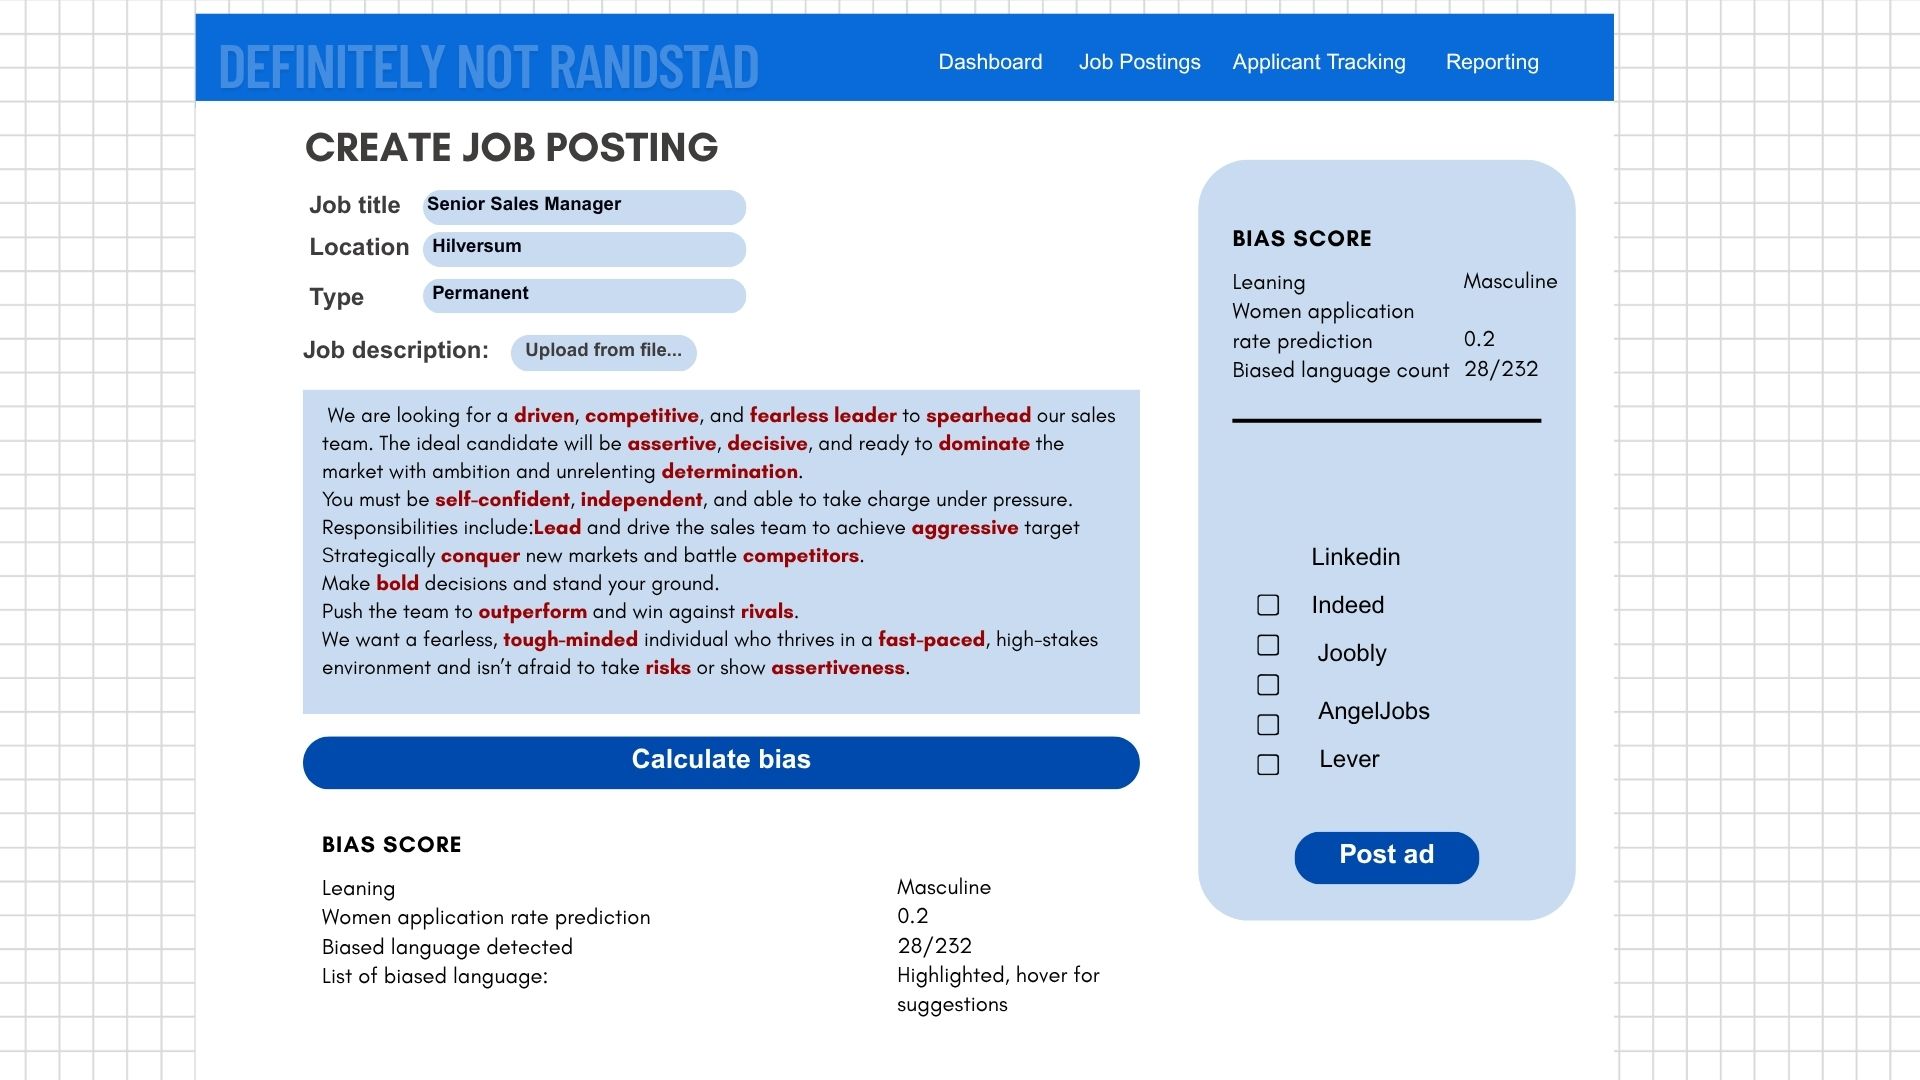 DEFINITELY NOT RANDSTAD
Dashboard
Job Postings
Applicant Tracking
Reporting
CREATE JOB POSTING
Job title
Senior Sales Manager
Location
Hilversum
Type
Permanent
Job description:
Upload from file...
We are looking for a driven, competitive, and fearless leader to spearhead our sales
team. The ideal candidate will be assertive, decisive, and ready to dominate the
market with ambition and unrelenting determination.
You must be self-confident, independent, and able to take charge under pressure.
Responsibilities include:Lead and drive the sales team to achieve aggressive target
Strategically conquer new markets and battle competitors.
Make bold decisions and stand your ground.
Push the team to outperform and win against rivals.
We want a fearless, tough-minded individual who thrives in a fast-paced, high-stakes
environment and isn't afraid to take risks or show assertiveness.
Calculate bias
BIAS SCORE
Leaning
Masculine
Women application rate prediction
0.2
Biased language detected
28/232
List of biased language:
Highlighted, hover for
suggestions
BIAS SCORE
Leaning
Masculine
Women application
rate prediction
0.2
Biased language count
28/232
Linkedin
Indeed
Joobly
AngelJobs
Lever
Post ad